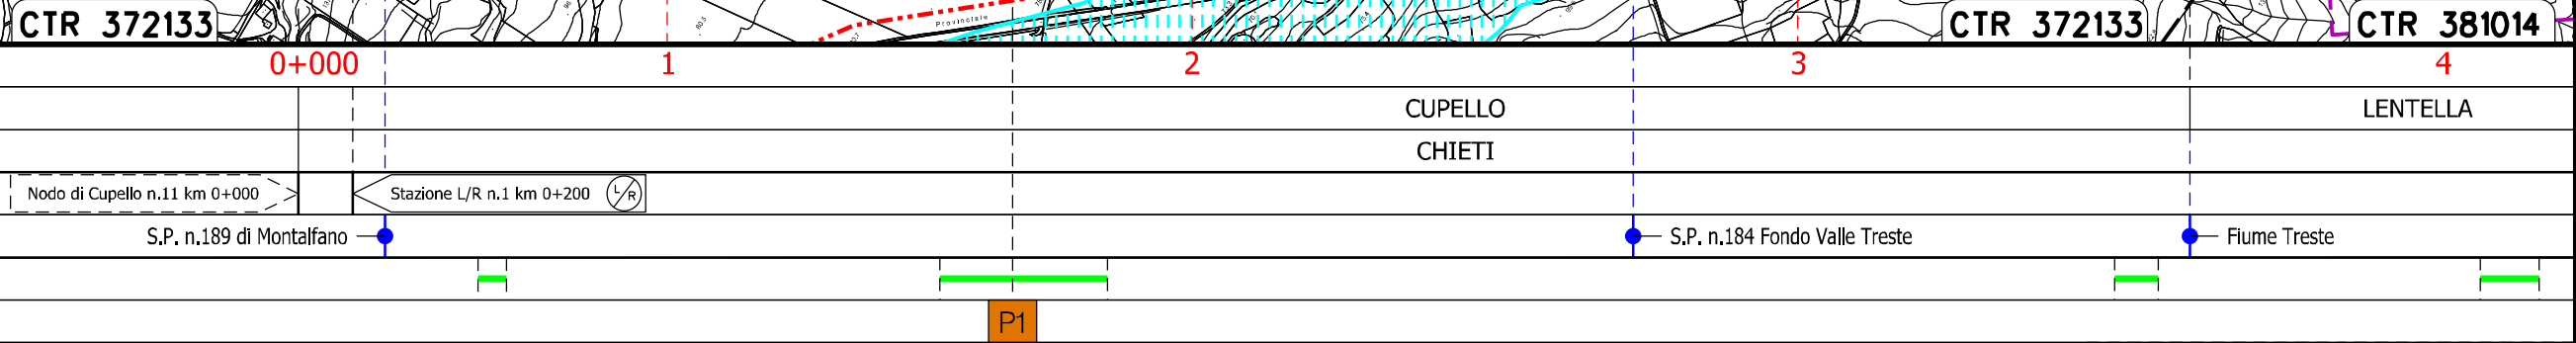 CTR 372133
Provinciale
CTR 372133
CTR 381014
0+000 1 2 3 4
CUPELLO
LENTELLA
CHIETI
Nodo di Cupello n.11 km 0+000
Stazione L/R n.1 km 0+200
L/R
S.P. n.189 di Montalfano
S.P. n.184 Fondo Valle Treste
Fiume Treste
P1